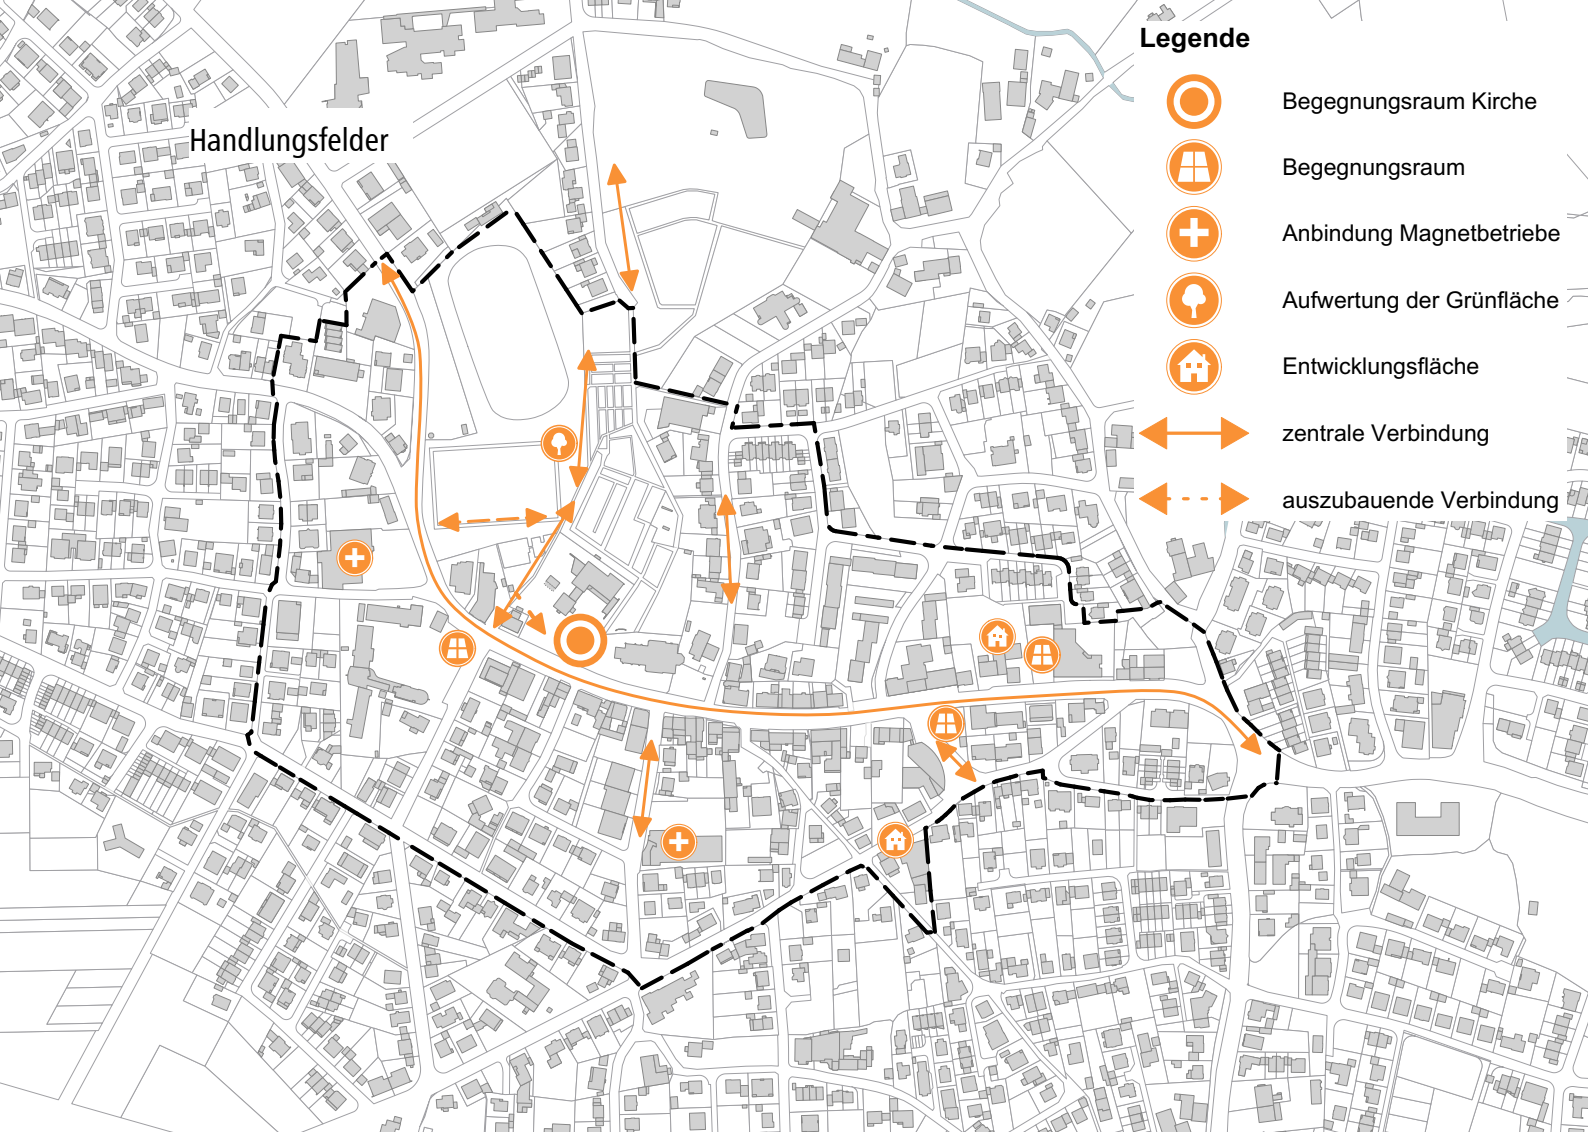 Handlungsfelder
Legende
Begegnungsraum Kirche
Begegnungsraum
Anbindung Magnetbetriebe
Aufwertung der Grünfläche
Entwicklungsfläche
zentrale Verbindung
auszubauende Verbindung